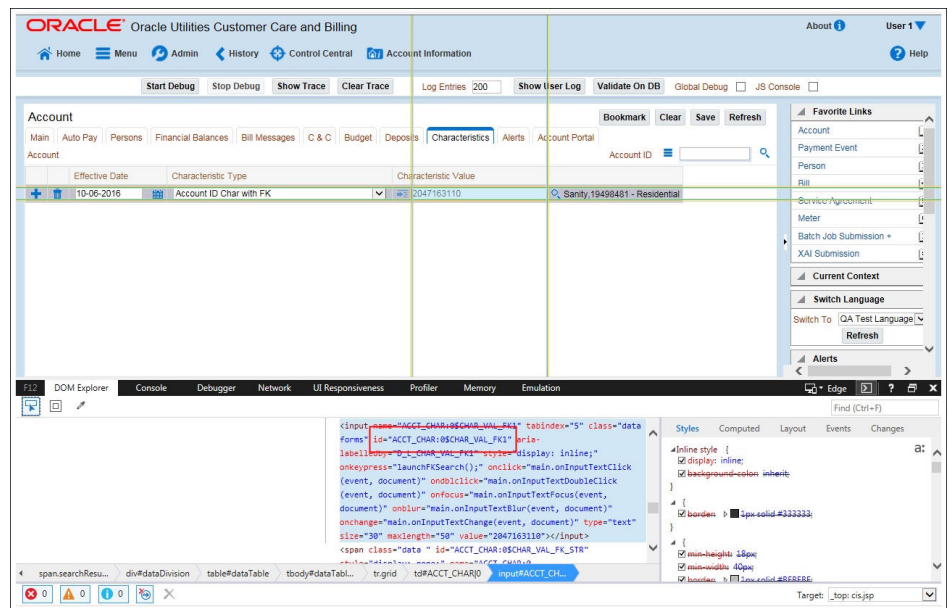 ORACLE® Oracle Utilities Customer Care and Billing
About User 1
Home Menu Admin History Control Central Account Information
Help
Start Debug Stop Debug Show Trace Clear Trace Log Entries 200 Show User Log Validate On DB Global Debug JS Console
Account
Bookmark Clear Save Refresh
Main Auto Pay Persons Financial Balances Bill Messages C & C Budget Deposits Characteristics Alerts Account Portal
Account
Account ID
Effective Date Characteristic Type Characteristic Value
10-06-2016 Account ID Char with FK 2047163110 Sanity,19498481 - Residential
Favorite Links
Account
Payment Event
Person
Bill
Service Agreement
Meter
Batch Job Submission +
XAI Submission
Current Context
Switch Language
Switch To QA Test Language
Refresh
Alerts
F12 DOM Explorer Console Debugger Network UI Responsiveness Profiler Memory Emulation Edge ? X
Find (Ctrl+F)
<input name="ACCT_CHAR:0$CHAR_VAL_FK1" tabindex="5" class="data
forms" id="ACCT_CHAR:0$CHAR_VAL_FK1" aria-
labelledby="D_L_CHAR_VAL_FK1" style="display: inline;"
onkeypress="launchFKSearch();" onclick="main.onInputTextClick
(event, document)" ondblclick="main.onInputTextDoubleClick
(event, document)" onfocus="main.onInputTextFocus(event,
document)" onblur="main.onInputTextBlur(event, document)"
onchange="main.onInputTextChange(event, document)" type="text"
size="30" maxlength="50" value="2047163110"></input>
<span class="data " id="ACCT_CHAR:0$CHAR_VAL_FK_STR"
Styles Computed Layout Events Changes
Inline style {
a:
display: inline;
background-color: inherit;
}
{
border: 1px solid #333333;
}
{
min-height: 18px;
min-width: 40px;
border: 1px solid #BFBFBF;
span.searchResu... div#dataDivision table#dataTable tbody#dataTabl... tr.grid td#ACCT_CHAR|0 input#ACCT_CH...
0 0 0
Target: _top: cis.jsp